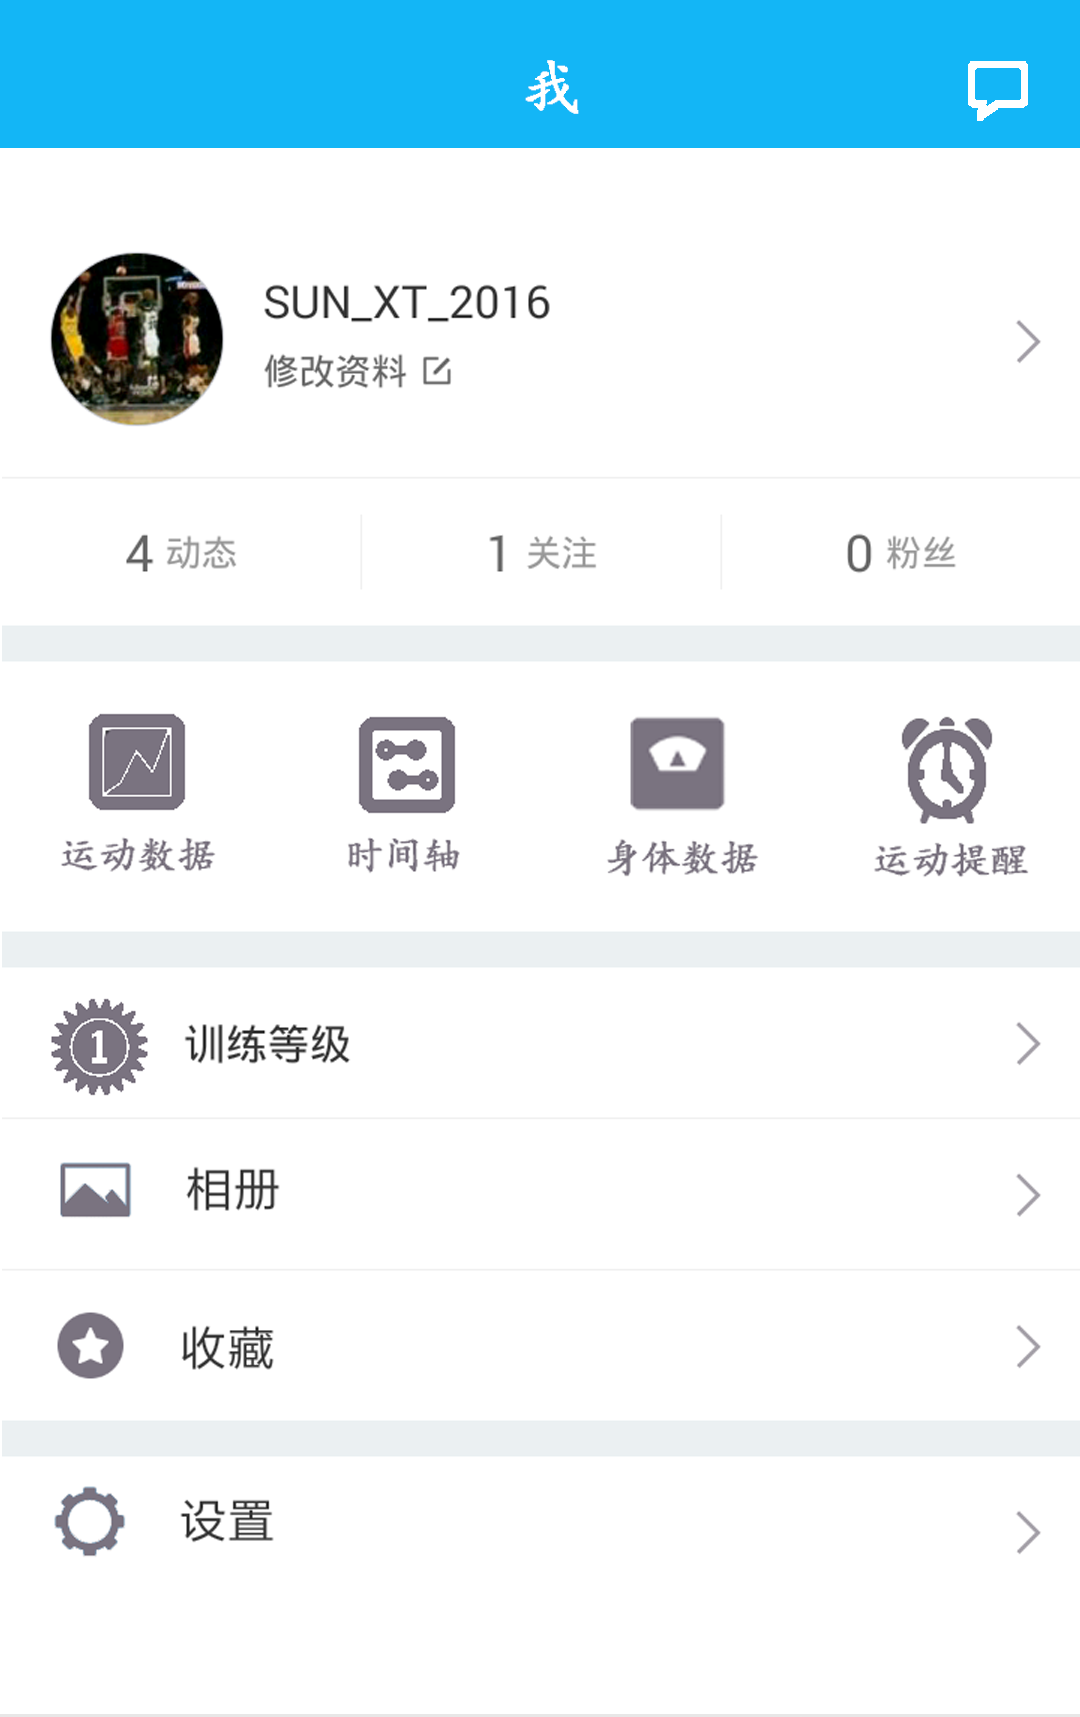 我
SUN_XT_2016
修改资料
4 动态 1 关注 0 粉丝
运动数据 时间轴 身体数据 运动提醒
1 训练等级
相册
收藏
设置